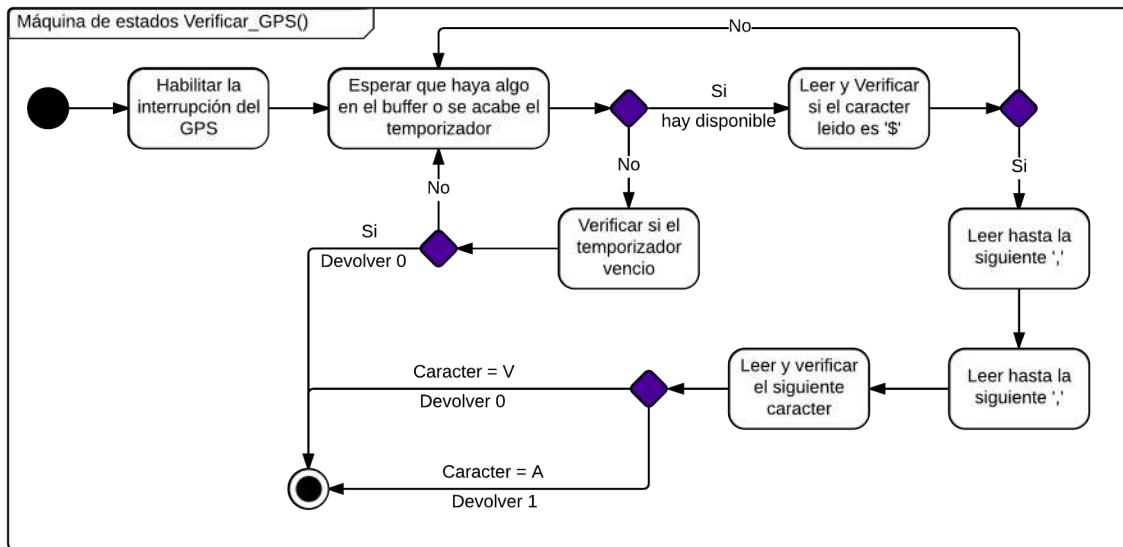 Máquina de estados Verificar_GPS()
Habilitar la
interrupción del
GPS
Esperar que haya algo
en el buffer o se acabe el
temporizador
Si
hay disponible
Leer y Verificar
si el caracter
leido es '$'
No
Si
No
Verificar si el
temporizador
vencio
No
Si
Devolver 0
Leer hasta la
siguiente ','
Leer hasta la
siguiente ','
Leer y verificar
el siguiente
caracter
Caracter = V
Devolver 0
Caracter = A
Devolver 1